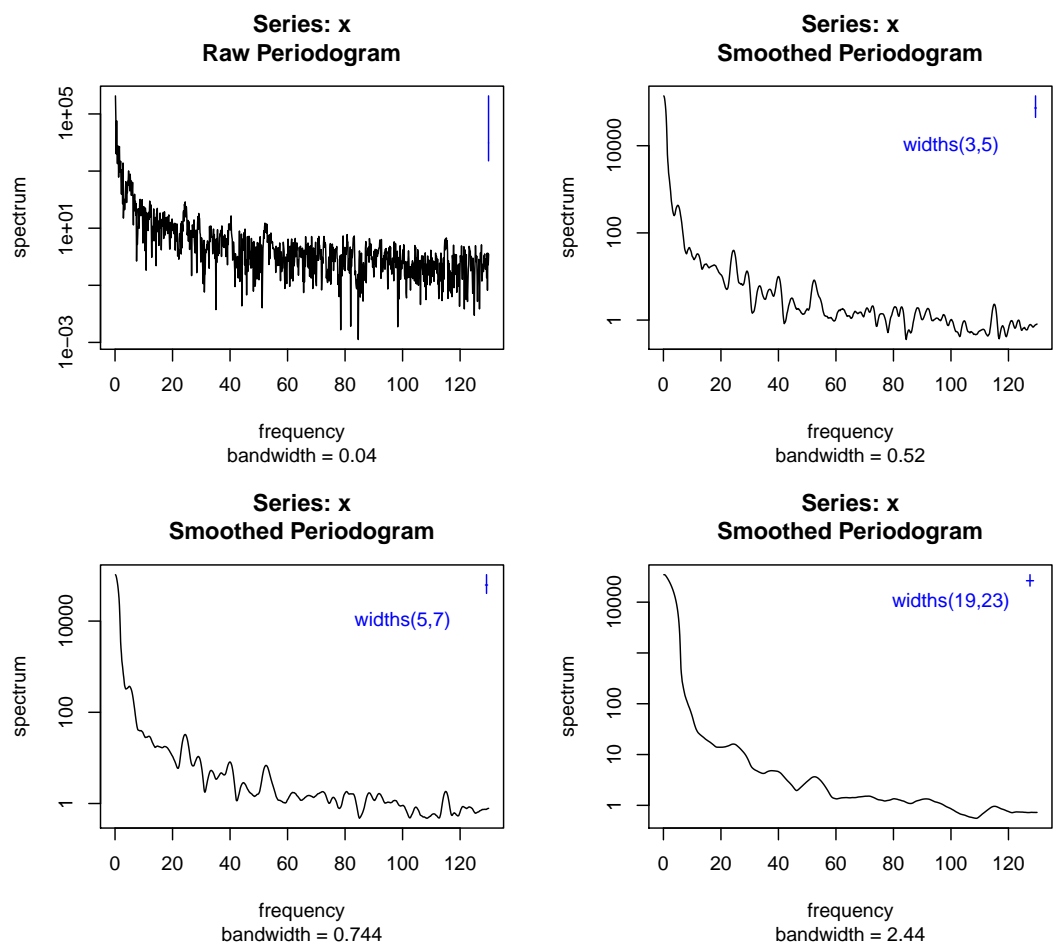 Series: x
Raw Periodogram
spectrum
1e+05
1e+01
1e−03
0 20 40 60 80 100 120
frequency
bandwidth = 0.04
Series: x
Smoothed Periodogram
spectrum
10000
100
1
widths(3,5)
0 20 40 60 80 100 120
frequency
bandwidth = 0.52
Series: x
Smoothed Periodogram
spectrum
10000
100
1
widths(5,7)
0 20 40 60 80 100 120
frequency
bandwidth = 0.744
Series: x
Smoothed Periodogram
spectrum
10000
100
10
1
widths(19,23)
0 20 40 60 80 100 120
frequency
bandwidth = 2.44